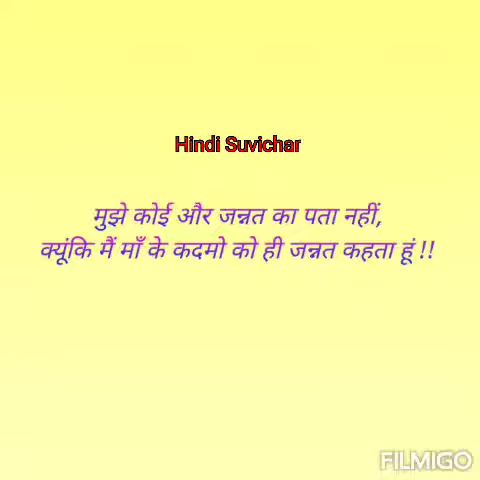 Hindi Suvichar
मुझे कोई और जन्नत का पता नहीं,
क्यूंकि मैं माँ के कदमो को ही जन्नत कहता हूं !!
FILMIGO